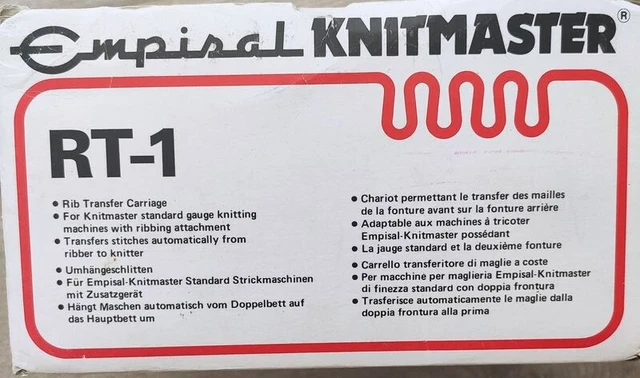 Empisal KNITMASTER®
RT-1
• Rib Transfer Carriage
• For Knitmaster standard gauge knitting
machines with ribbing attachment
• Transfers stitches automatically from
ribber to knitter
• Umhängeschlitten
• Für Empisal-Knitmaster Standard Strickmaschinen
mit Zusatzgerät
• Hängt Maschen automatisch vom Doppelbett auf
das Hauptbett um
• Chariot permettant le transfer des mailles
de la fonture avant sur la fonture arrière
• Adaptable aux machines à tricoter
Empisal-Knitmaster possédant
• La jauge standard et la deuxième fonture
• Carrello transferitore di maglie a coste
• Per macchine per maglieria Empisal-Knitmaster
di finezza standard con doppia frontura
• Trasferisce automaticamente le maglie dalla
doppia frontura alla prima